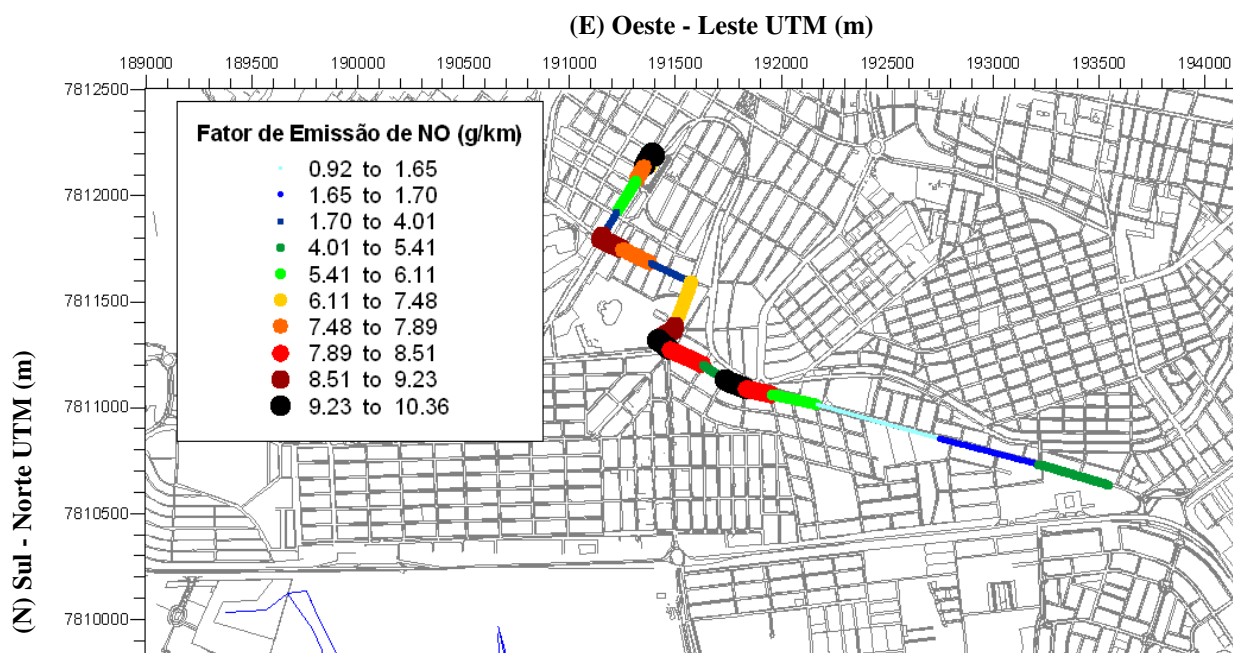 (E) Oeste - Leste UTM (m)
189000 189500 190000 190500 191000 191500 192000 192500 193000 193500 194000
7812500
Fator de Emissão de NO (g/km)
0.92 to 1.65
1.65 to 1.70
7812000
1.70 to 4.01
4.01 to 5.41
5.41 to 6.11
6.11 to 7.48
7811500
7.48 to 7.89
7.89 to 8.51
8.51 to 9.23
9.23 to 10.36
7811000
7810500
7810000
(N) Sul - Norte UTM (m)